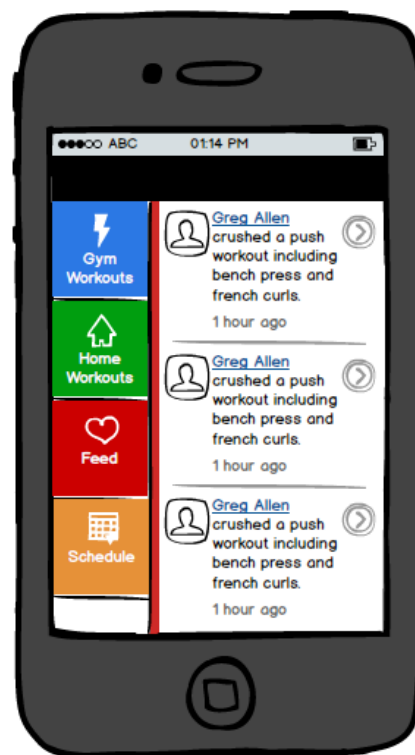 ABC 01:14 PM
Gym
Workouts
Home
Workouts
Feed
Schedule
Greg Allen
crushed a push
workout including
bench press and
french curls.
1 hour ago
Greg Allen
crushed a push
workout including
bench press and
french curls.
1 hour ago
Greg Allen
crushed a push
workout including
bench press and
french curls.
1 hour ago